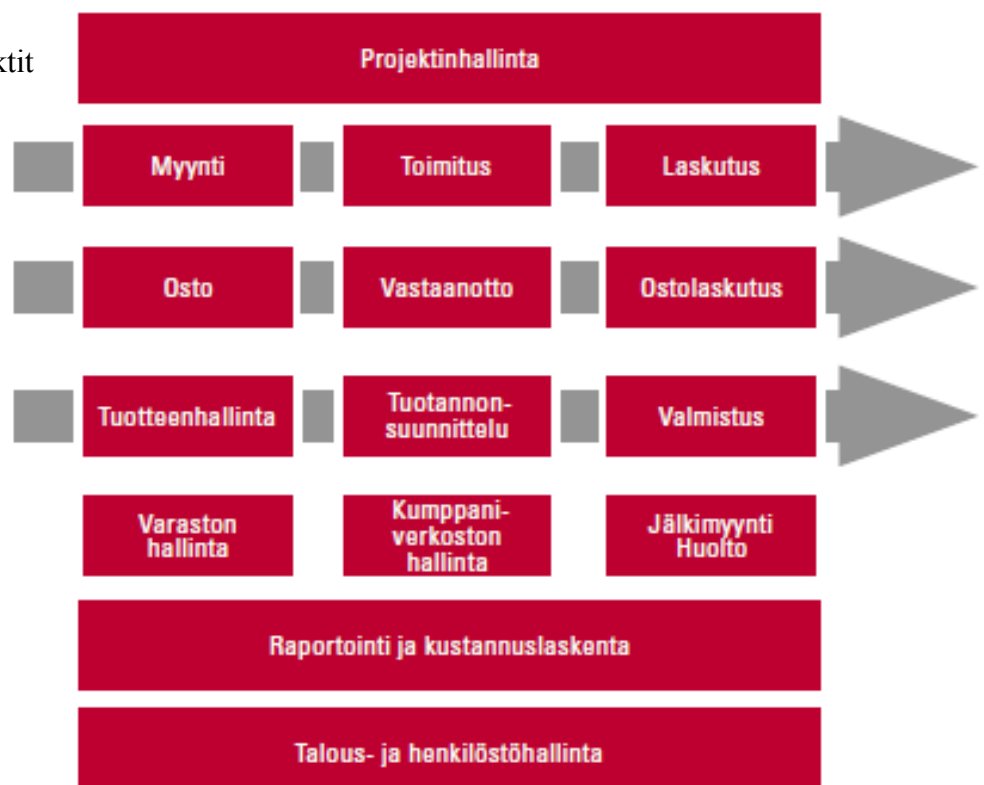 ktit
Projektinhallinta
Myynti
Toimitus
Laskutus
Osto
Vastaanotto
Ostolaskutus
Tuotteenhallinta
Tuotannon-
suunnittelu
Valmistus
Varaston
hallinta
Kumppani-
verkoston
hallinta
Jälkimyynti
Huolto
Raportointi ja kustannuslaskenta
Talous- ja henkilöstöhallinta